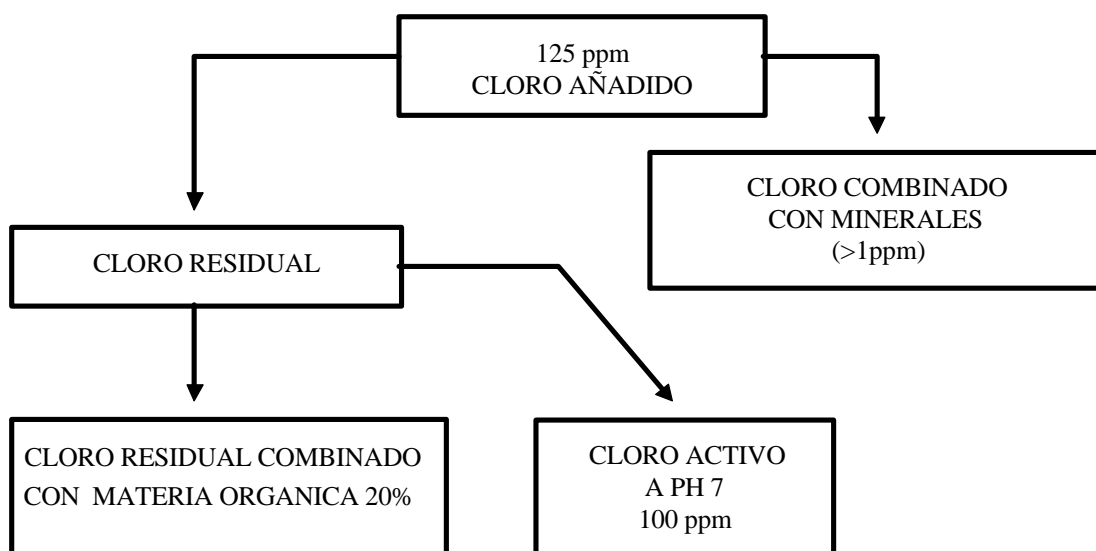 125 ppm
CLORO AÑADIDO
CLORO COMBINADO
CON MINERALES
(>1ppm)
CLORO RESIDUAL
CLORO RESIDUAL COMBINADO
CON MATERIA ORGANICA 20%
CLORO ACTIVO
A PH 7
100 ppm